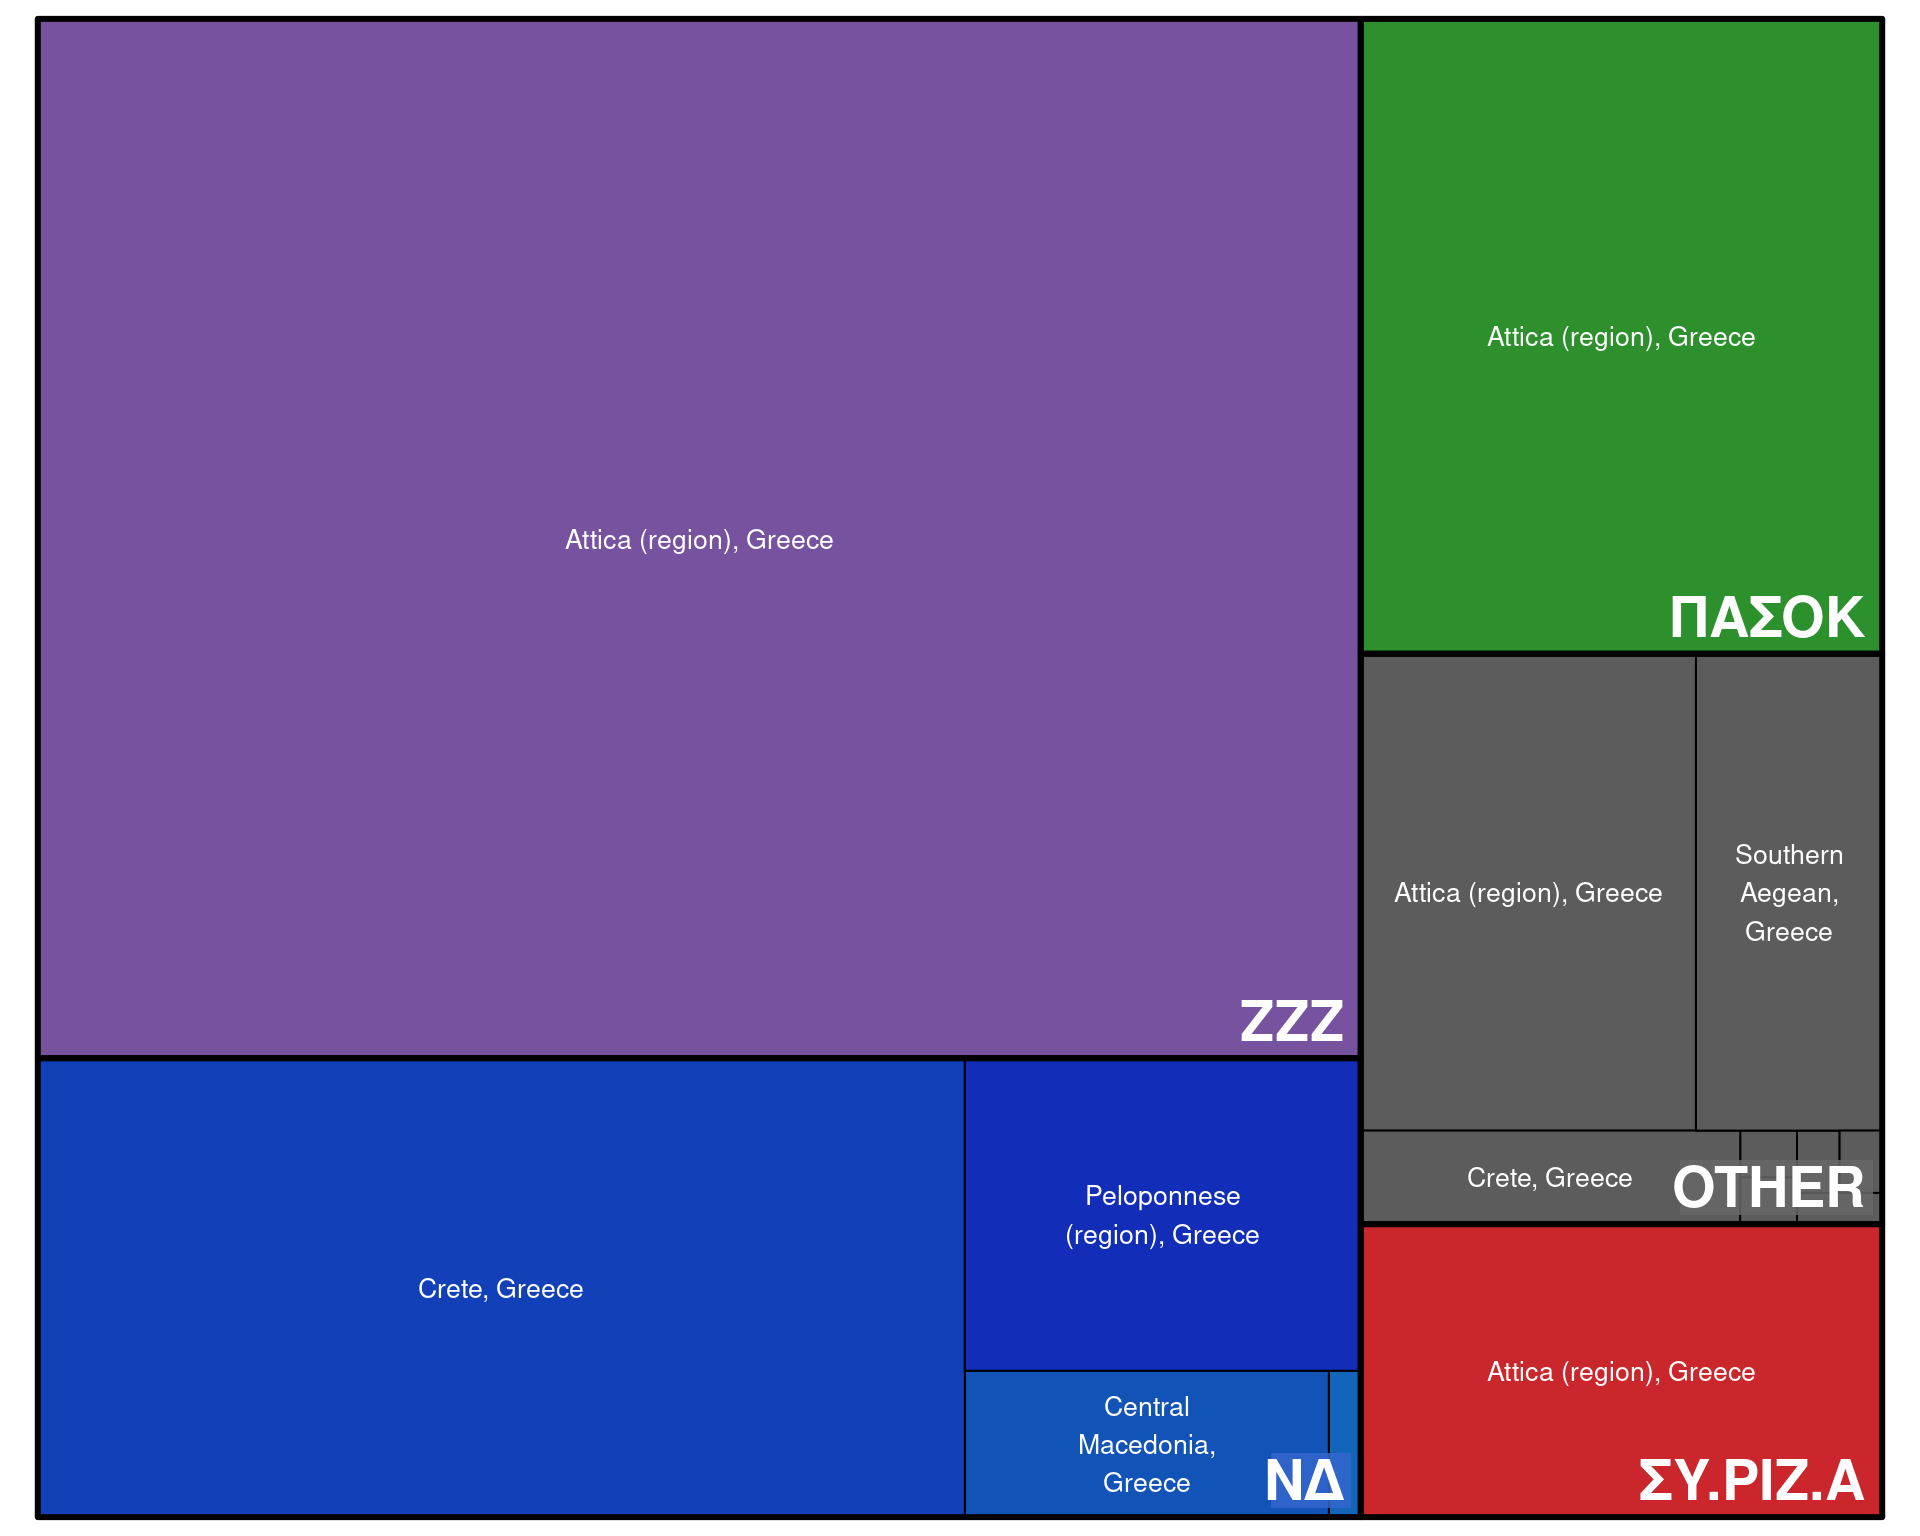 Attica (region), Greece
ZZZ
Crete, Greece
Peloponnese
(region), Greece
Central
Macedonia,
Greece
ΝΔ
Attica (region), Greece
ΠΑΣΟΚ
Attica (region), Greece
Southern
Aegean,
Greece
Crete, Greece
OTHER
Attica (region), Greece
ΣΥ.ΡΙΖ.Α